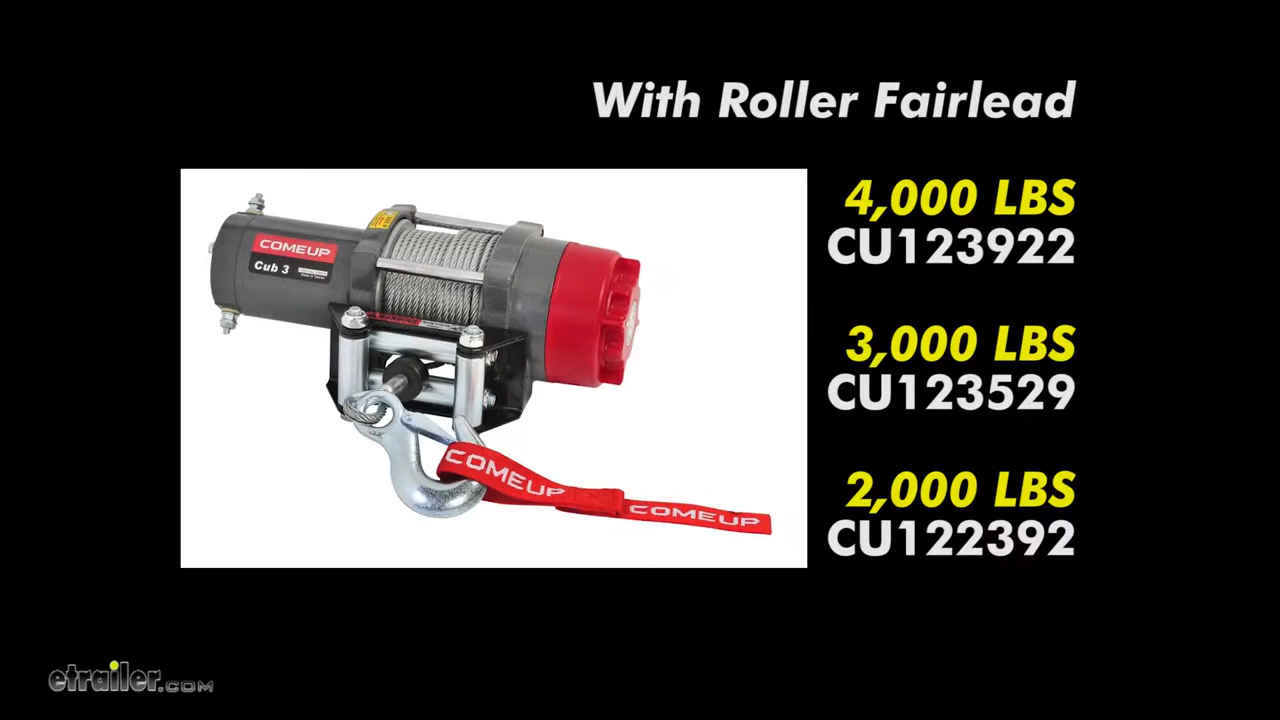 With Roller Fairlead
4,000 LBS
CU123922
3,000 LBS
CU123529
2,000 LBS
CU122392
COMEUP
Cub 3
WARNING
COMEUP
COMEUP
etrailer.com